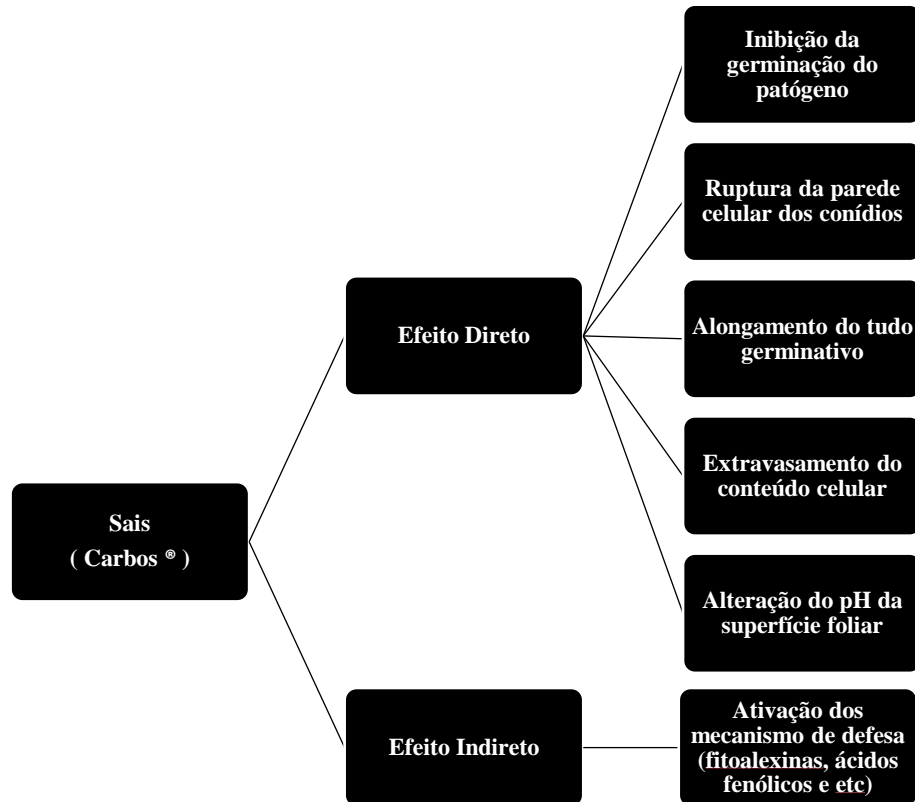 Inibição da
germinação do
patógeno
Ruptura da parede
celular dos conídios
Efeito Direto
Alongamento do tudo
germinativo
Extravasamento do
conteúdo celular
Sais
( Carbos ® )
Alteração do pH da
superfície foliar
Efeito Indireto
Ativação dos
mecanismo de defesa
(fitoalexinas, ácidos
fenólicos e etc)